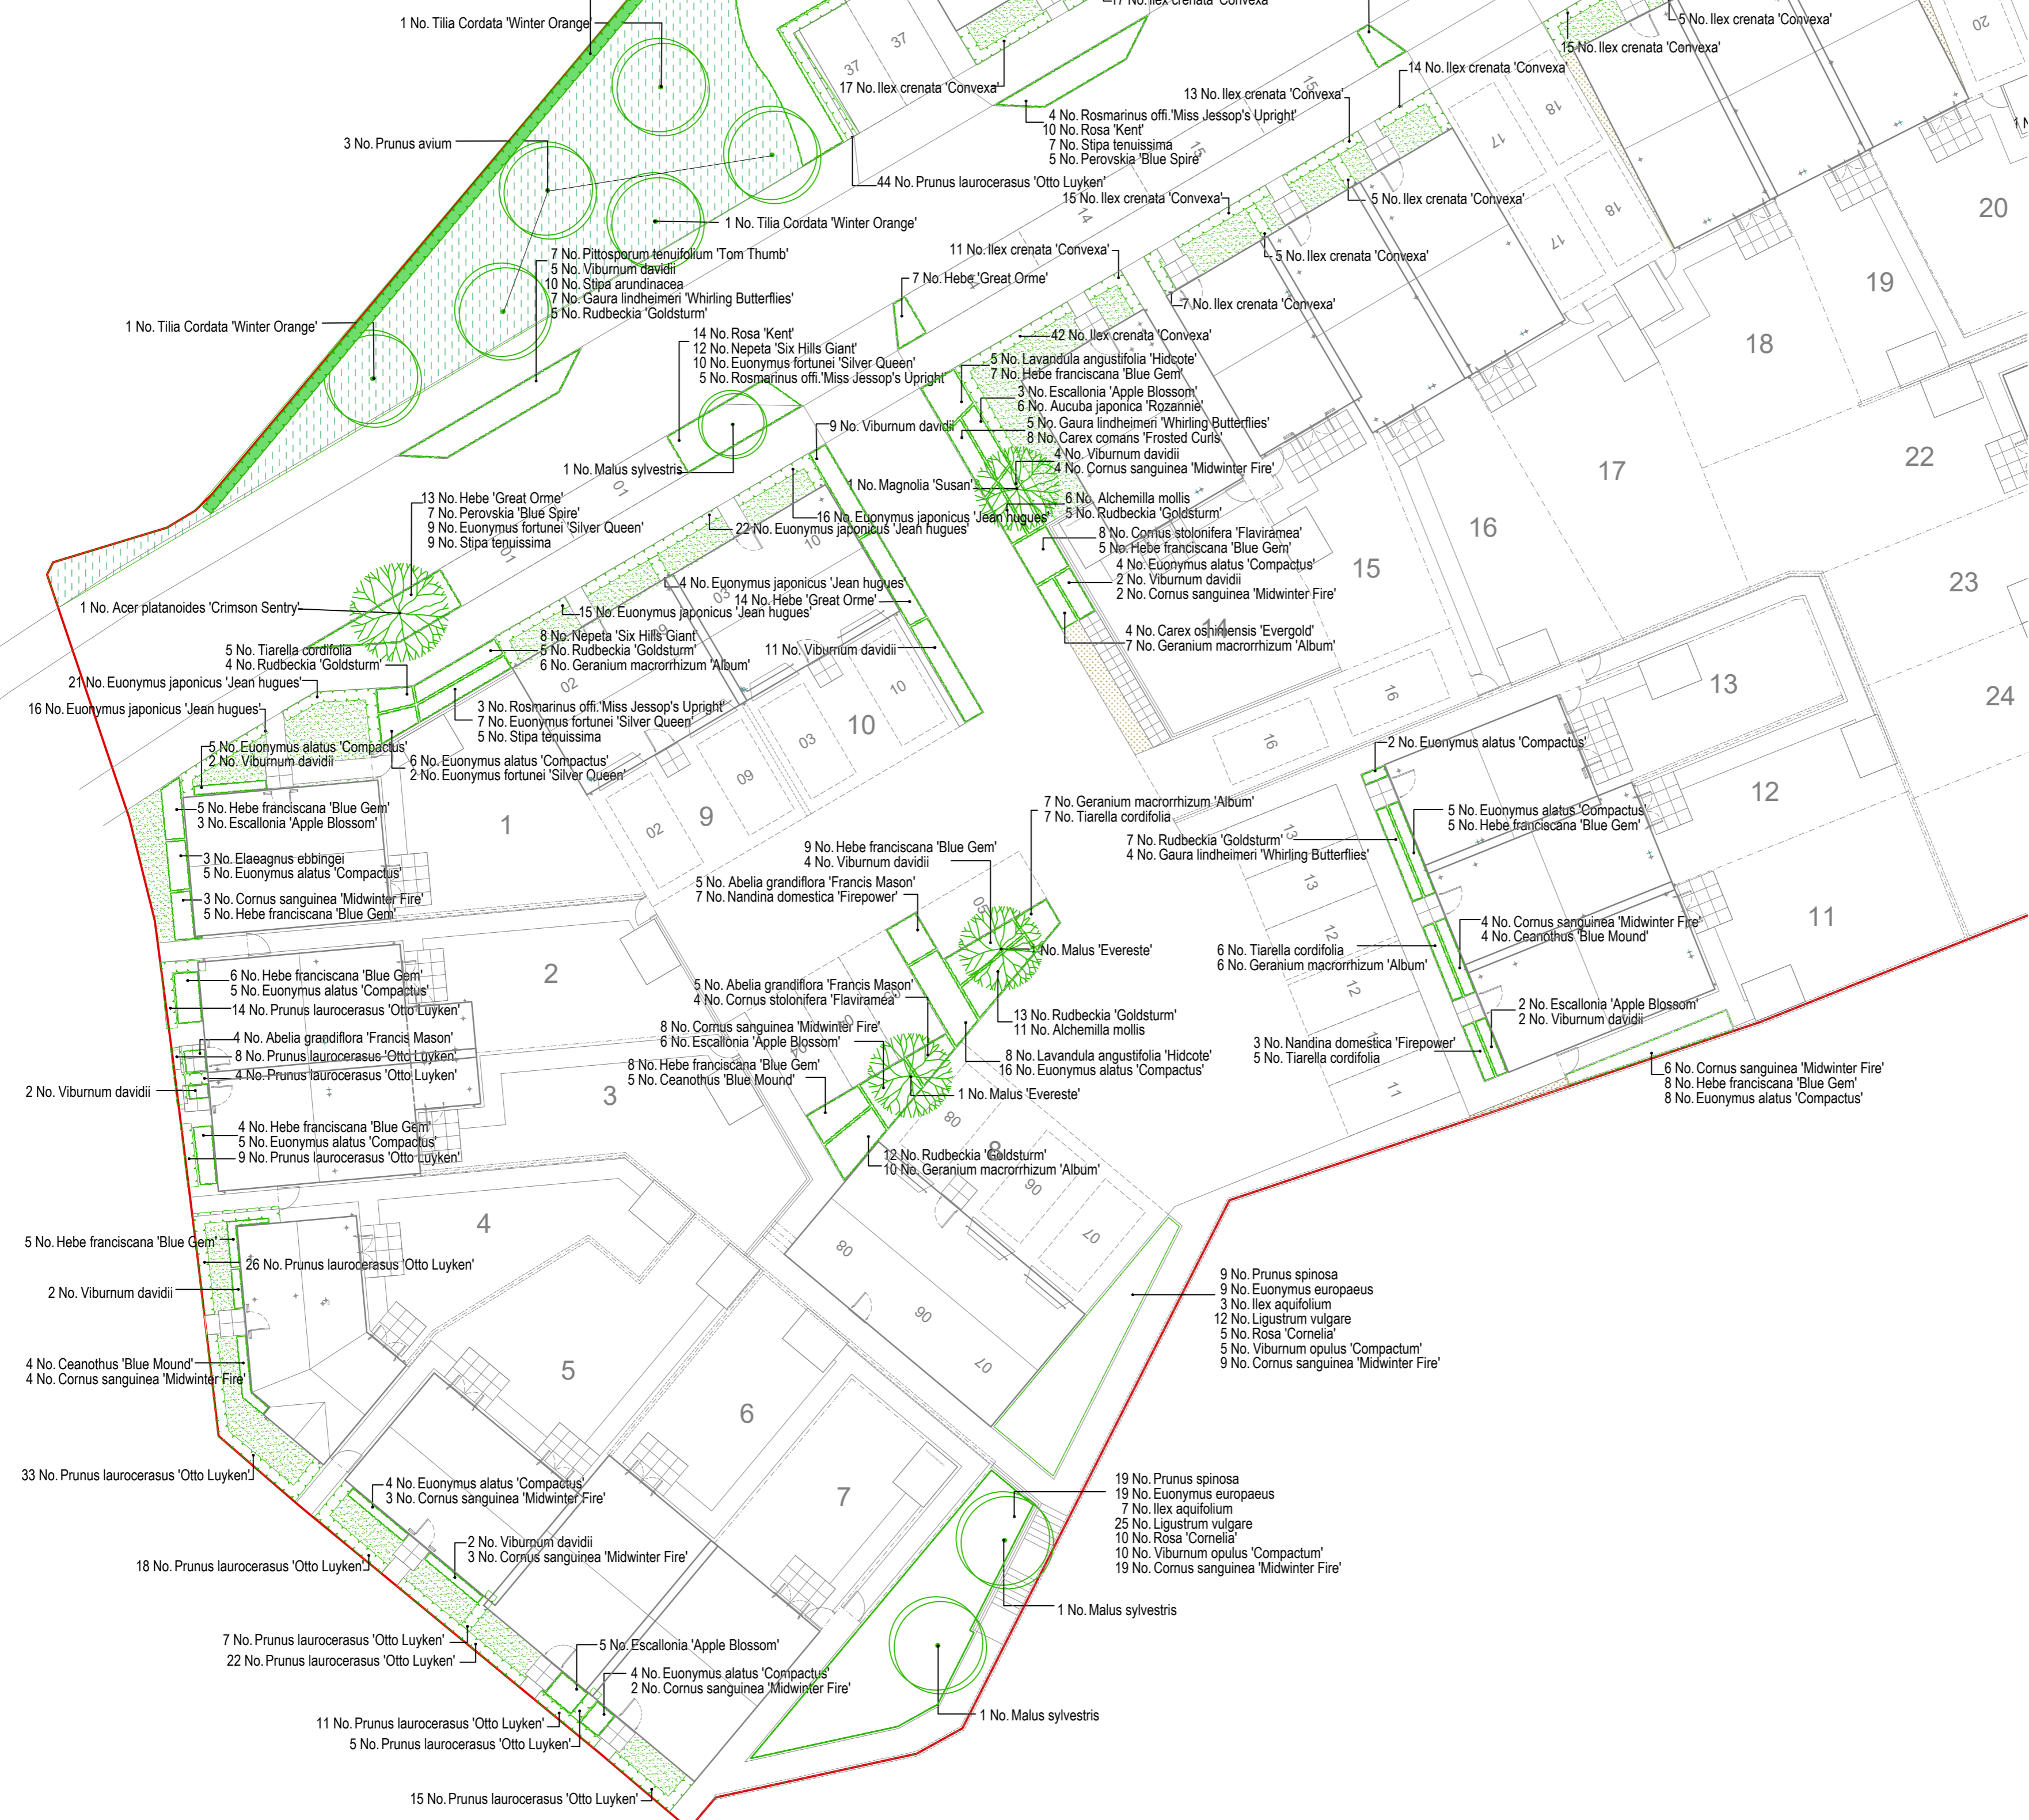 1 No. Tilia Cordata 'Winter Orange'
17 No. Ilex crenata 'Convexa'
5 No. Ilex crenata 'Convexa'
15 No. Ilex crenata 'Convexa'
20
37
37
17 No. Ilex crenata 'Convexa'
15
14 No. Ilex crenata 'Convexa'
13 No. Ilex crenata 'Convexa'
18
17
4 No. Rosmarinus offi.'Miss Jessop's Upright'
10 No. Rosa 'Kent'
7 No. Stipa tenuissima
5 No. Perovskia 'Blue Spire'
15
3 No. Prunus avium
44 No. Prunus laurocerasus 'Otto Luyken'
15 No. Ilex crenata 'Convexa'
5 No. Ilex crenata 'Convexa'
14
18
17
20
1 No. Tilia Cordata 'Winter Orange'
11 No. Ilex crenata 'Convexa'
5 No. Ilex crenata 'Convexa'
7 No. Pittosporum tenuifolium 'Tom Thumb'
5 No. Viburnum davidii
10 No. Stipa arundinacea
7 No. Gaura lindheimeri 'Whirling Butterflies'
5 No. Rudbeckia 'Goldsturm'
7 No. Hebe 'Great Orme'
14
19
7 No. Ilex crenata 'Convexa'
1 No. Tilia Cordata 'Winter Orange'
42 No. Ilex crenata 'Convexa'
18
14 No. Rosa 'Kent'
12 No. Nepeta 'Six Hills Giant'
10 No. Euonymus fortunei 'Silver Queen'
5 No. Rosmarinus offi.'Miss Jessop's Upright'
5 No. Lavandula angustifolia 'Hidcote'
7 No. Hebe franciscana 'Blue Gem'
3 No. Escallonia 'Apple Blossom'
6 No. Aucuba japonica 'Rozannie'
5 No. Gaura lindheimeri 'Whirling Butterflies'
8 No. Carex comans 'Frosted Curls'
9 No. Viburnum davidii
4 No. Viburnum davidii
4 No. Cornus sanguinea 'Midwinter Fire'
22
17
1 No. Malus sylvestris
1 No. Magnolia 'Susan'
01
6 No. Alchemilla mollis
5 No. Rudbeckia 'Goldsturm'
13 No. Hebe 'Great Orme'
7 No. Perovskia 'Blue Spire'
9 No. Euonymus fortunei 'Silver Queen'
9 No. Stipa tenuissima
16 No. Euonymus japonicus 'Jean hugues'
22 No. Euonymus japonicus 'Jean hugues'
16
8 No. Cornus stolonifera 'Flaviramea'
5 No. Hebe franciscana 'Blue Gem'
4 No. Euonymus alatus 'Compactus'
2 No. Viburnum davidii
2 No. Cornus sanguinea 'Midwinter Fire'
10
01
15
23
4 No. Euonymus japonicus 'Jean hugues'
03
14 No. Hebe 'Great Orme'
1 No. Acer platanoides 'Crimson Sentry'
15 No. Euonymus japonicus 'Jean hugues'
09
4 No. Carex oshimensis 'Evergold'
7 No. Geranium macrorrhizum 'Album'
14
8 No. Nepeta 'Six Hills Giant'
5 No. Rudbeckia 'Goldsturm'
6 No. Geranium macrorrhizum 'Album'
11 No. Viburnum davidii
5 No. Tiarella cordifolia
4 No. Rudbeckia 'Goldsturm'
21 No. Euonymus japonicus 'Jean hugues'
02
10
16
13
24
16 No. Euonymus japonicus 'Jean hugues'
3 No. Rosmarinus offi.'Miss Jessop's Upright'
7 No. Euonymus fortunei 'Silver Queen'
5 No. Stipa tenuissima
10
03
16
2 No. Euonymus alatus 'Compactus'
5 No. Euonymus alatus 'Compactus'
2 No. Viburnum davidii
6 No. Euonymus alatus 'Compactus'
2 No. Euonymus fortunei 'Silver Queen'
09
12
5 No. Hebe franciscana 'Blue Gem'
3 No. Escallonia 'Apple Blossom'
1
9
02
7 No. Geranium macrorrhizum 'Album'
7 No. Tiarella cordifolia
5 No. Euonymus alatus 'Compactus'
5 No. Hebe franciscana 'Blue Gem'
13
7 No. Rudbeckia 'Goldsturm'
4 No. Gaura lindheimeri 'Whirling Butterflies'
9 No. Hebe franciscana 'Blue Gem'
4 No. Viburnum davidii
3 No. Elaeagnus ebbingei
5 No. Euonymus alatus 'Compactus'
5 No. Abelia grandiflora 'Francis Mason'
7 No. Nandina domestica 'Firepower'
13
05
3 No. Cornus sanguinea 'Midwinter Fire'
5 No. Hebe franciscana 'Blue Gem'
11
12
4 No. Cornus sanguinea 'Midwinter Fire'
4 No. Ceanothus 'Blue Mound'
1 No. Malus 'Evereste'
6 No. Tiarella cordifolia
6 No. Geranium macrorrhizum 'Album'
2
6 No. Hebe franciscana 'Blue Gem'
5 No. Euonymus alatus 'Compactus'
14 No. Prunus laurocerasus 'Otto Luyken'
5 No. Abelia grandiflora 'Francis Mason'
4 No. Cornus stolonifera 'Flaviramea'
12
2 No. Escallonia 'Apple Blossom'
2 No. Viburnum davidii
13 No. Rudbeckia 'Goldsturm'
11 No. Alchemilla mollis
8 No. Cornus sanguinea 'Midwinter Fire'
6 No. Escallonia 'Apple Blossom'
04
4 No. Abelia grandiflora 'Francis Mason'
8 No. Prunus laurocerasus 'Otto Luyken'
4 No. Prunus laurocerasus 'Otto Luyken'
2 No. Viburnum davidii
3 No. Nandina domestica 'Firepower'
5 No. Tiarella cordifolia
8 No. Lavandula angustifolia 'Hidcote'
16 No. Euonymus alatus 'Compactus'
8 No. Hebe franciscana 'Blue Gem'
5 No. Ceanothus 'Blue Mound'
6 No. Cornus sanguinea 'Midwinter Fire'
8 No. Hebe franciscana 'Blue Gem'
8 No. Euonymus alatus 'Compactus'
1 No. Malus 'Evereste'
3
11
4 No. Hebe franciscana 'Blue Gem'
5 No. Euonymus alatus 'Compactus'
9 No. Prunus laurocerasus 'Otto Luyken'
08
8
12 No. Rudbeckia 'Goldsturm'
10 No. Geranium macrorrhizum 'Album'
06
4
07
08
5 No. Hebe franciscana 'Blue Gem'
26 No. Prunus laurocerasus 'Otto Luyken'
2 No. Viburnum davidii
9 No. Prunus spinosa
9 No. Euonymus europaeus
3 No. Ilex aquifolium
12 No. Ligustrum vulgare
5 No. Rosa 'Cornelia'
5 No. Viburnum opulus 'Compactum'
9 No. Cornus sanguinea 'Midwinter Fire'
06
07
4 No. Ceanothus 'Blue Mound'
4 No. Cornus sanguinea 'Midwinter Fire'
5
6
33 No. Prunus laurocerasus 'Otto Luyken'
4 No. Euonymus alatus 'Compactus'
3 No. Cornus sanguinea 'Midwinter Fire'
7
19 No. Prunus spinosa
19 No. Euonymus europaeus
7 No. Ilex aquifolium
25 No. Ligustrum vulgare
10 No. Rosa 'Cornelia'
10 No. Viburnum opulus 'Compactum'
19 No. Cornus sanguinea 'Midwinter Fire'
2 No. Viburnum davidii
3 No. Cornus sanguinea 'Midwinter Fire'
18 No. Prunus laurocerasus 'Otto Luyken'
1 No. Malus sylvestris
7 No. Prunus laurocerasus 'Otto Luyken'
22 No. Prunus laurocerasus 'Otto Luyken'
5 No. Escallonia 'Apple Blossom'
4 No. Euonymus alatus 'Compactus'
2 No. Cornus sanguinea 'Midwinter Fire'
11 No. Prunus laurocerasus 'Otto Luyken'
5 No. Prunus laurocerasus 'Otto Luyken'
1 No. Malus sylvestris
15 No. Prunus laurocerasus 'Otto Luyken'